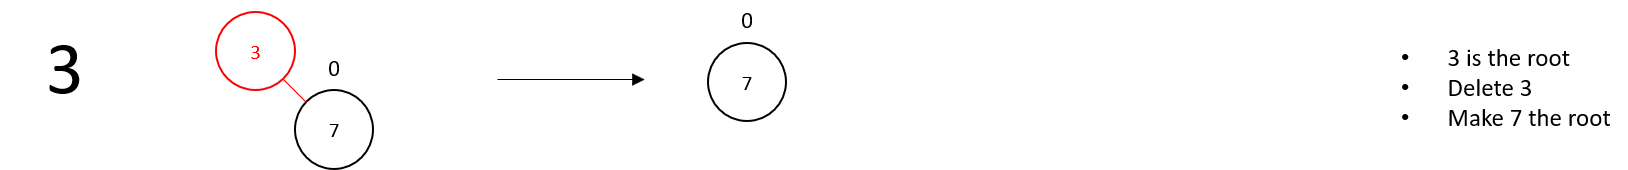 3
3
0
7
0
7
• 3 is the root
• Delete 3
• Make 7 the root